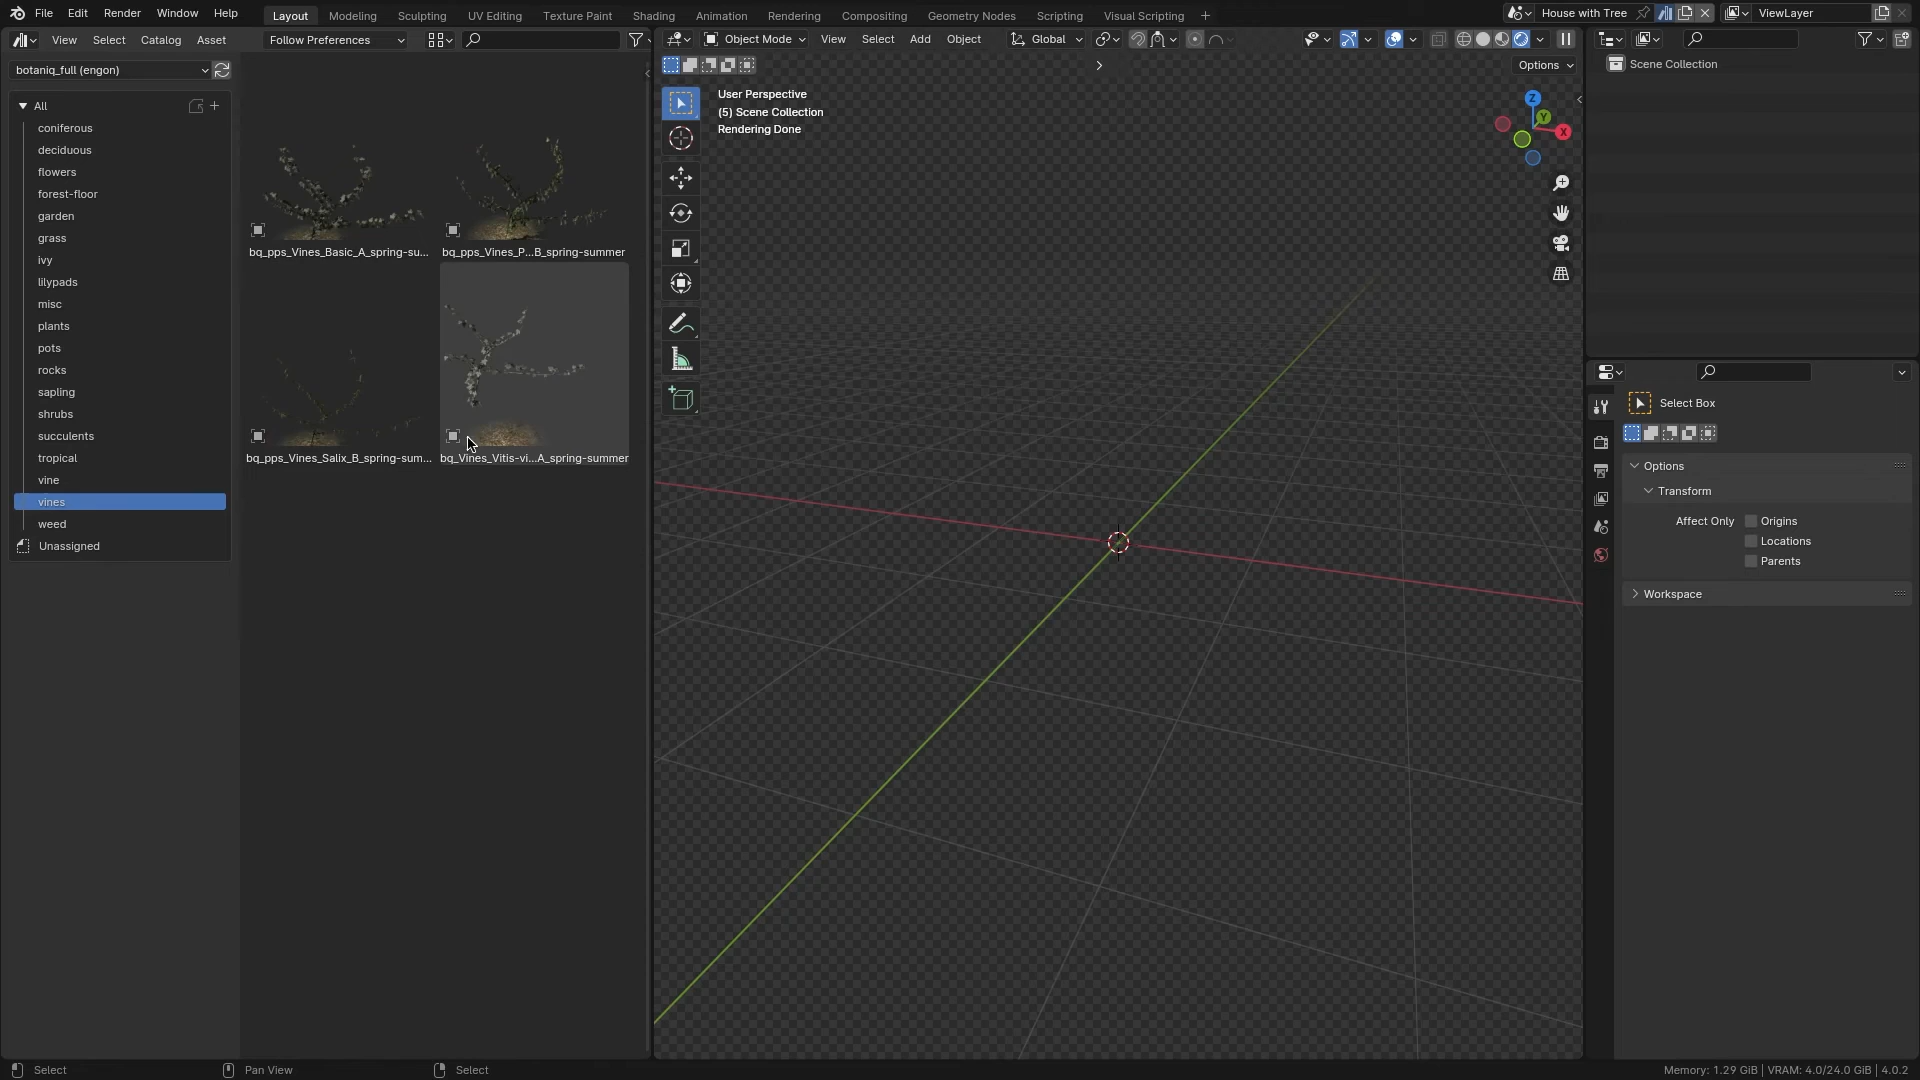 File Edit Render Window Help
Layout Modeling Sculpting UV Editing Texture Paint Shading Animation Rendering Compositing Geometry Nodes Scripting Visual Scripting +
House with Tree
ViewLayer
View Select Catalog Asset
Follow Preferences
Object Mode
View Select Add Object
Global
botaniq_full (engon)
Options
Scene Collection
All
coniferous
deciduous
flowers
forest-floor
garden
grass
ivy
lilypads
misc
plants
pots
rocks
sapling
shrubs
succulents
tropical
vine
vines
weed
Unassigned
bq_pps_Vines_Basic_A_spring-su...
bq_pps_Vines_P...B_spring-summer
bq_pps_Vines_Salix_B_spring-sum...
bq_Vines_Vitis-vi...A_spring-summer
User Perspective
(5) Scene Collection
Rendering Done
Z
Y
X
Select Box
Options
Transform
Affect Only
Origins
Locations
Parents
Workspace
Select
Pan View
Select
Memory: 1.29 GiB | VRAM: 4.0/24.0 GiB | 4.0.2